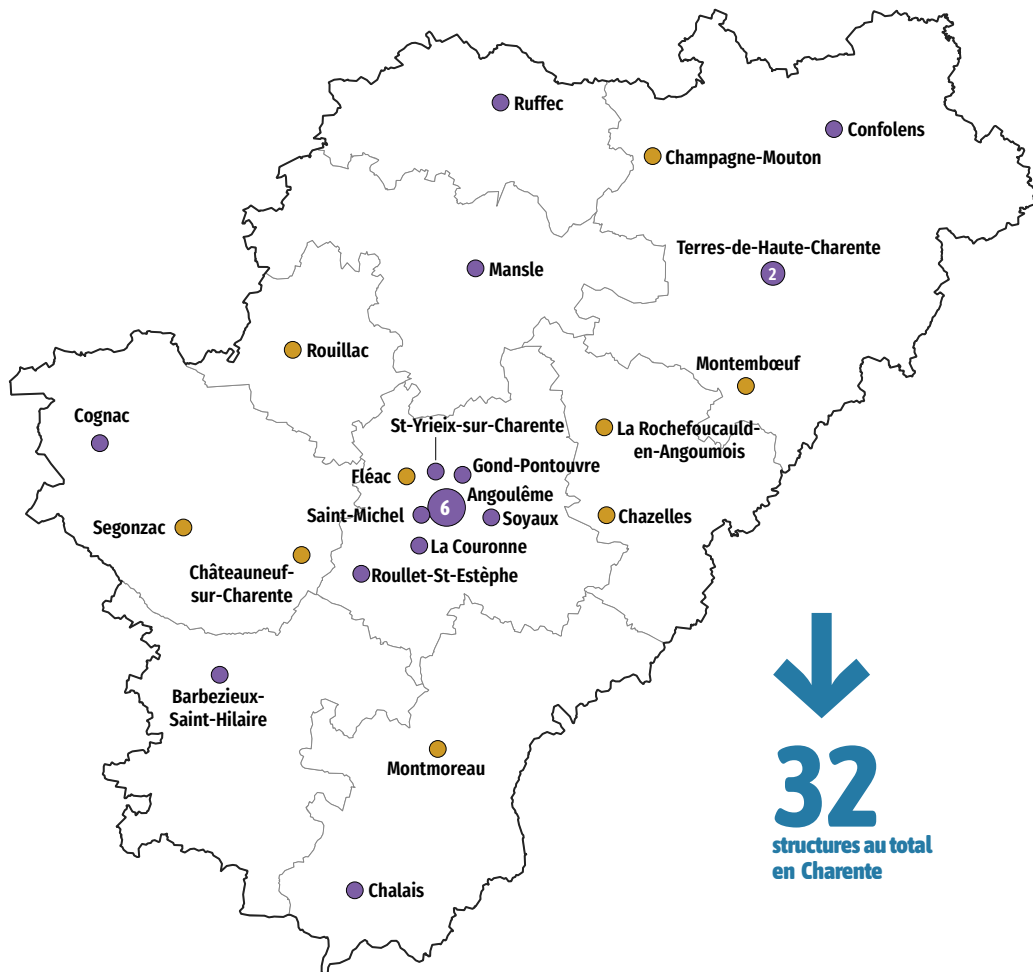 Ruffec
Confolens
Champagne-Mouton
Terres-de-Haute-Charente
2
Mansle
Rouillac
Montembœuf
Cognac
St-Yrieix-sur-Charente
La Rochefoucauld-
en-Angoumois
Fléac
Gond-Pontouvre
Angoulême
6
Saint-Michel
Soyaux
Chazelles
Segonzac
La Couronne
Châteauneuf-
sur-Charente
Roullet-St-Estèphe
Barbezieux-
Saint-Hilaire
Montmoreau
32
structures au total
en Charente
Chalais